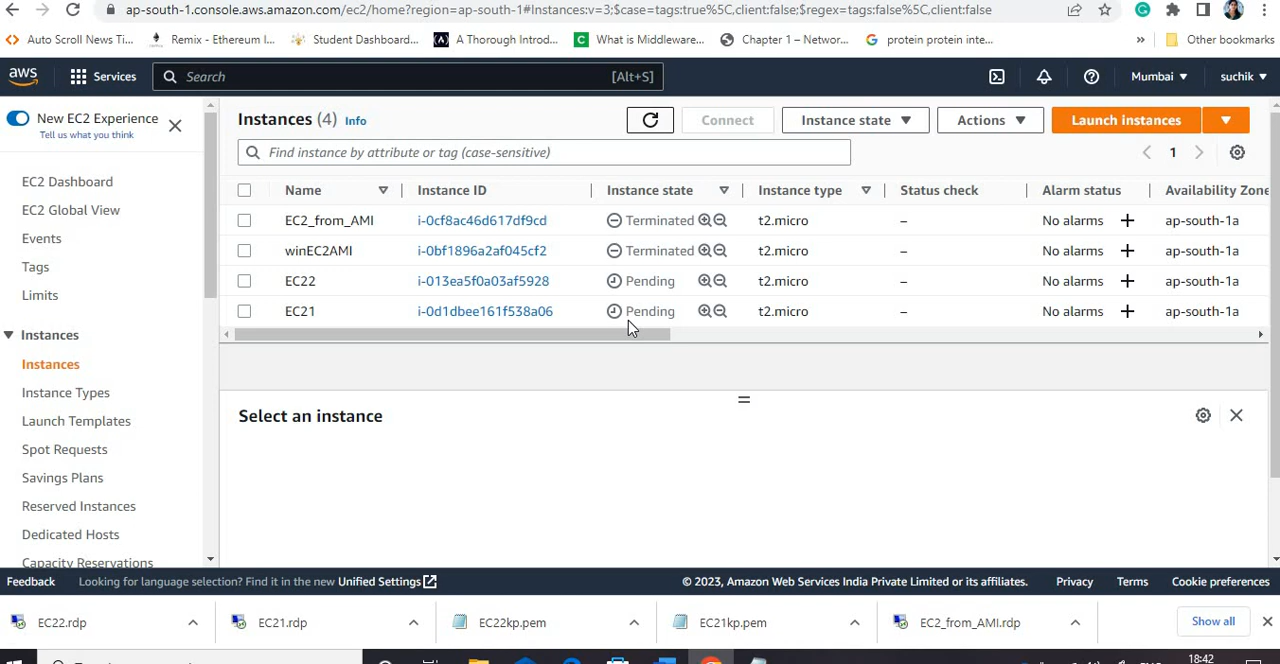 ap-south-1.console.aws.amazon.com/ec2/home?region=ap-south-1#Instances:v=3;$case=tags:true%5C,client:false;$regex=tags:false%5C,client:false
Auto Scroll News Ti... Remix - Ethereum I... Student Dashboard... A Thorough Introd... What is Middleware... Chapter 1 – Networ... protein protein inte... » Other bookmarks
aws Services Search [Alt+S] Mumbai suchik
New EC2 Experience
Tell us what you think
EC2 Dashboard
EC2 Global View
Events
Tags
Limits
Instances
Instances
Instance Types
Launch Templates
Spot Requests
Savings Plans
Reserved Instances
Dedicated Hosts
Capacity Reservations
Instances (4) Info Connect Instance state Actions Launch instances
Find instance by attribute or tag (case-sensitive) 1
Name Instance ID Instance state Instance type Status check Alarm status Availability Zone
EC2_from_AMI i-0cf8ac46d617df9cd Terminated t2.micro – No alarms + ap-south-1a
winEC2AMI i-0bf1896a2af045cf2 Terminated t2.micro – No alarms + ap-south-1a
EC22 i-013ea5f0a03af5928 Pending t2.micro – No alarms + ap-south-1a
EC21 i-0d1dbee161f538a06 Pending t2.micro – No alarms + ap-south-1a
Select an instance
Feedback Looking for language selection? Find it in the new Unified Settings © 2023, Amazon Web Services India Private Limited or its affiliates. Privacy Terms Cookie preferences
EC22.rdp EC21.rdp EC22kp.pem EC21kp.pem EC2_from_AMI.rdp Show all
18:42